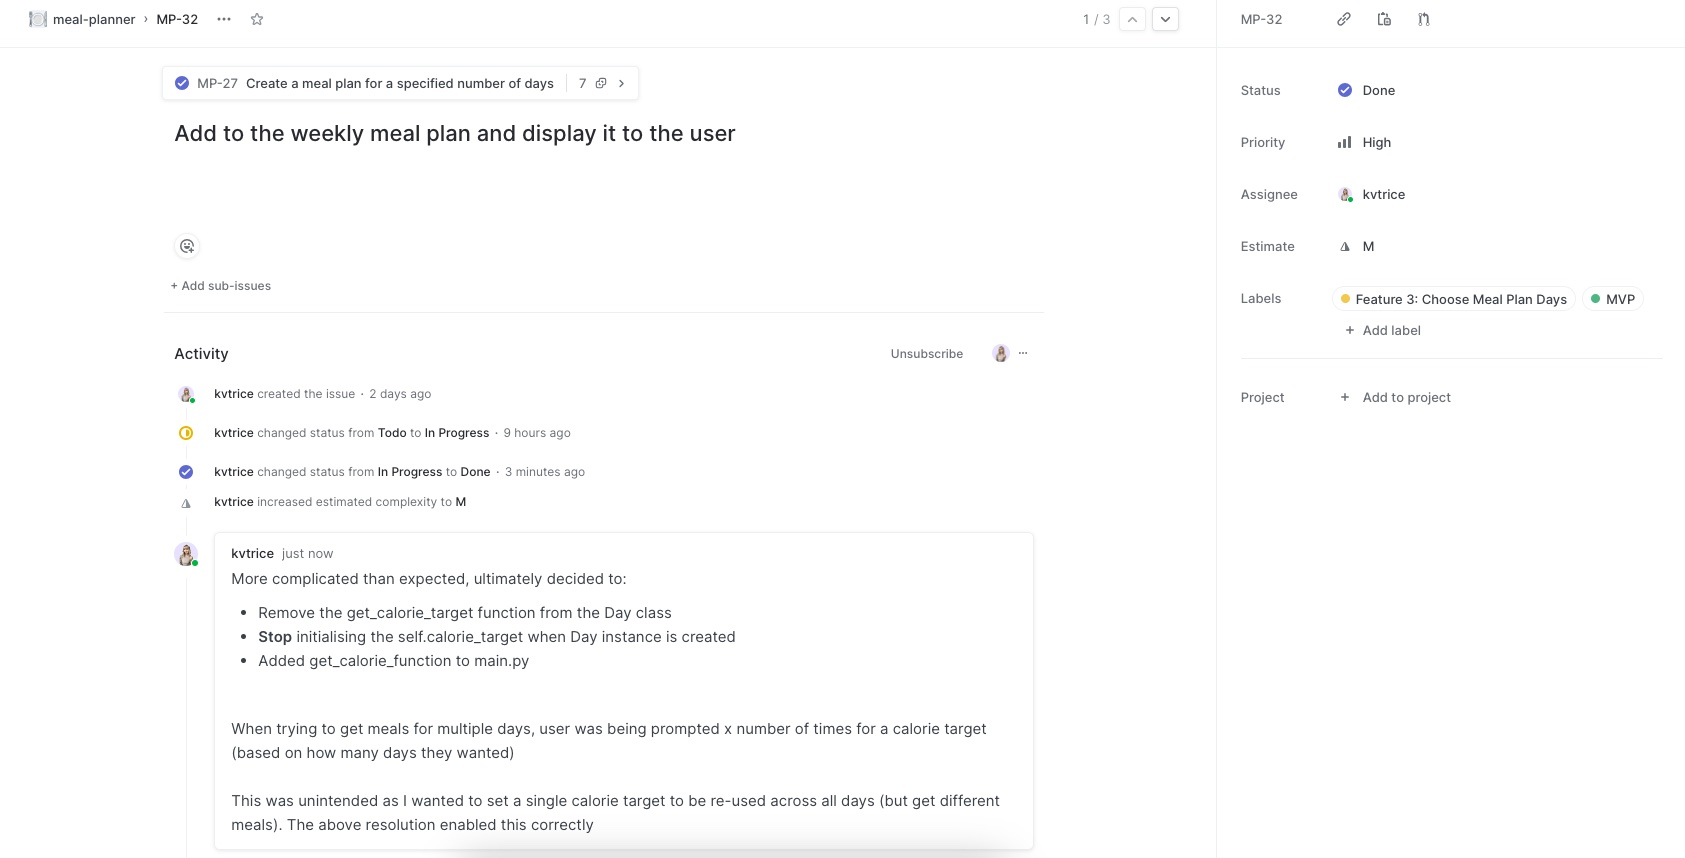 meal-planner › MP-32 ···
1 / 3
MP-32
MP-27 Create a meal plan for a specified number of days 7 ›
Add to the weekly meal plan and display it to the user
+ Add sub-issues
Activity
Unsubscribe ···
kvtrice created the issue · 2 days ago
kvtrice changed status from Todo to In Progress · 9 hours ago
kvtrice changed status from In Progress to Done · 3 minutes ago
kvtrice increased estimated complexity to M
kvtrice just now
More complicated than expected, ultimately decided to:
• Remove the get_calorie_target function from the Day class
• Stop initialising the self.calorie_target when Day instance is created
• Added get_calorie_function to main.py
When trying to get meals for multiple days, user was being prompted x number of times for a calorie target
(based on how many days they wanted)
This was unintended as I wanted to set a single calorie target to be re-used across all days (but get different
meals). The above resolution enabled this correctly
Status Done
Priority High
Assignee kvtrice
Estimate M
Labels Feature 3: Choose Meal Plan Days MVP
+ Add label
Project + Add to project